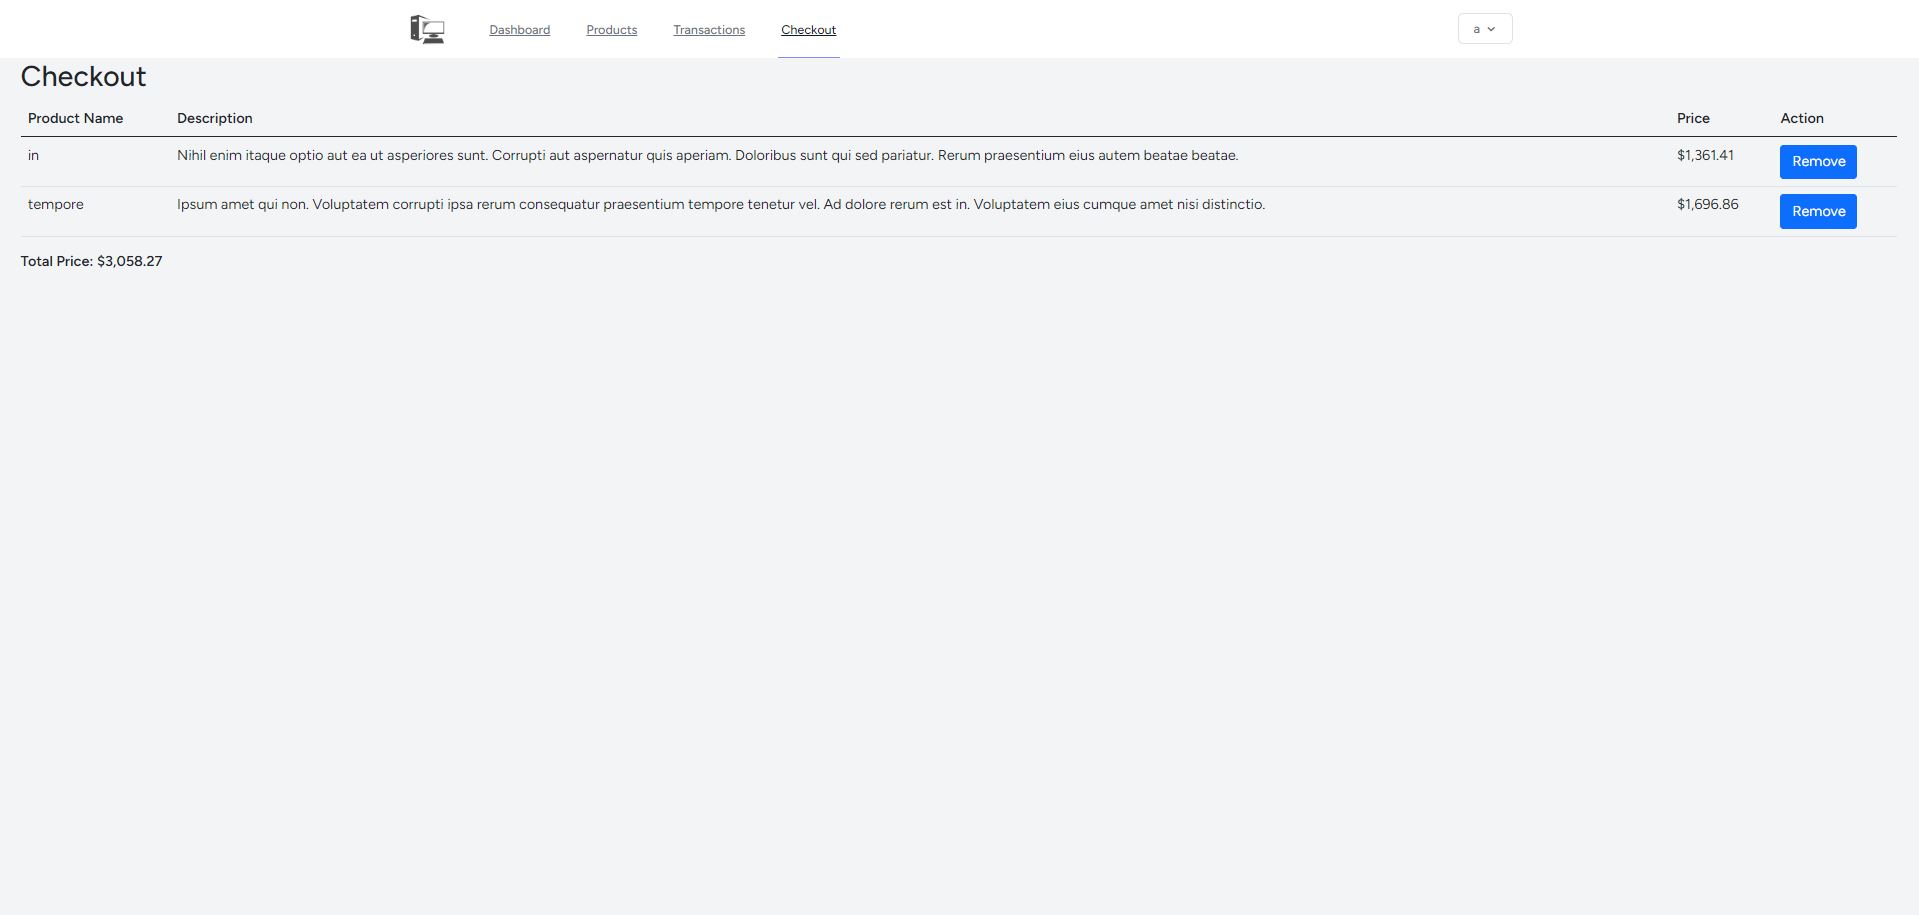 Dashboard Products Transactions Checkout a
Checkout
Product Name Description Price Action
in Nihil enim itaque optio aut ea ut asperiores sunt. Corrupti aut aspernatur quis aperiam. Doloribus sunt qui sed pariatur. Rerum praesentium eius autem beatae beatae. $1,361.41 Remove
tempore Ipsum amet qui non. Voluptatem corrupti ipsa rerum consequatur praesentium tempore tenetur vel. Ad dolore rerum est in. Voluptatem eius cumque amet nisi distinctio. $1,696.86 Remove
Total Price: $3,058.27